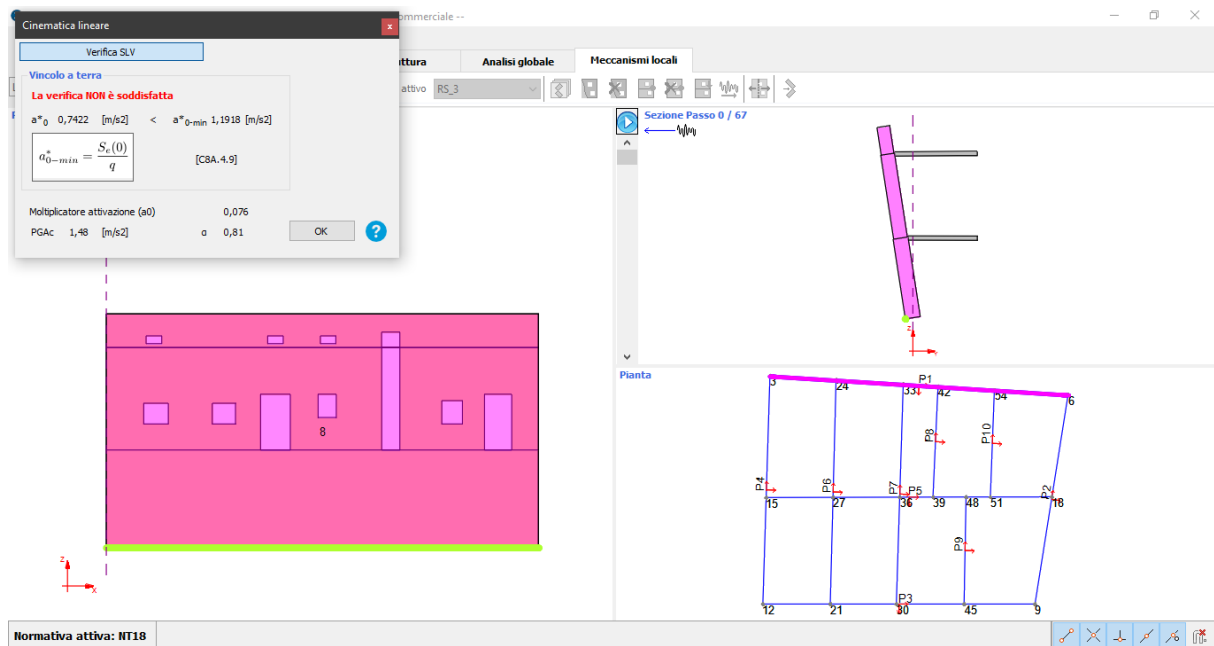 Cinematica lineare
x
ommerciale --
Verifica SLV
Vincolo a terra
La verifica NON è soddisfatta
a*0 0,7422 [m/s2] < a*0-min 1,1918 [m/s2]
a*0−min = Se(0) / q
[C8A.4.9]
Moltiplicatore attivazione (a0) 0,076
PGAc 1,48 [m/s2] α 0,81
OK
?
ttura
Analisi globale
Meccanismi locali
attivo RS_3
Sezione Passo 0 / 67
z
8
z
x
Pianta
3
24
P1
33
42
54
6
P8
P10
P4
P6
P7
P5
P2
15
27
36
39
48
51
18
P9
12
21
P3
30
45
9
Normativa attiva: NT18